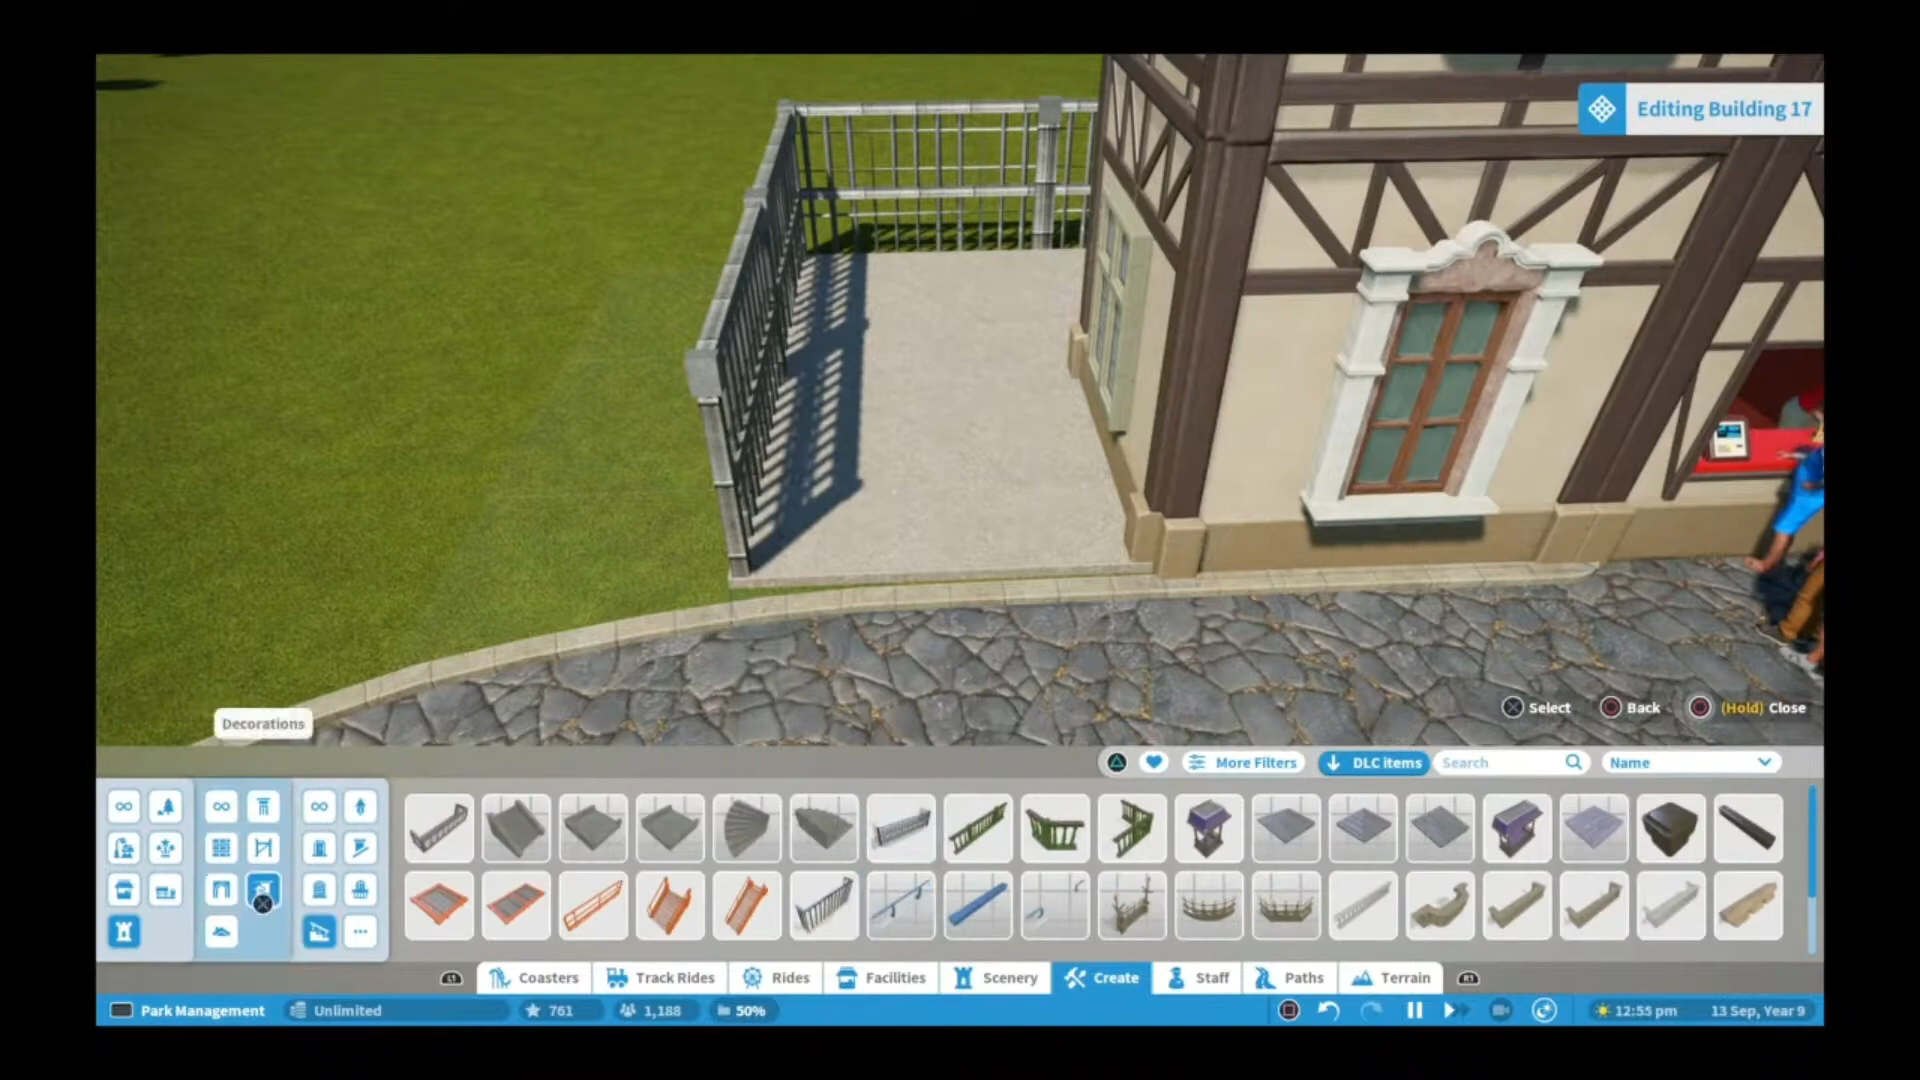 Editing Building 17
Select
Back
(Hold) Close
Decorations
More Filters
DLC items
Search
Name
L1
Coasters
Track Rides
Rides
Facilities
Scenery
Create
Staff
Paths
Terrain
R1
Park Management
Unlimited
761
1,188
50%
12:55 pm
13 Sep, Year 9